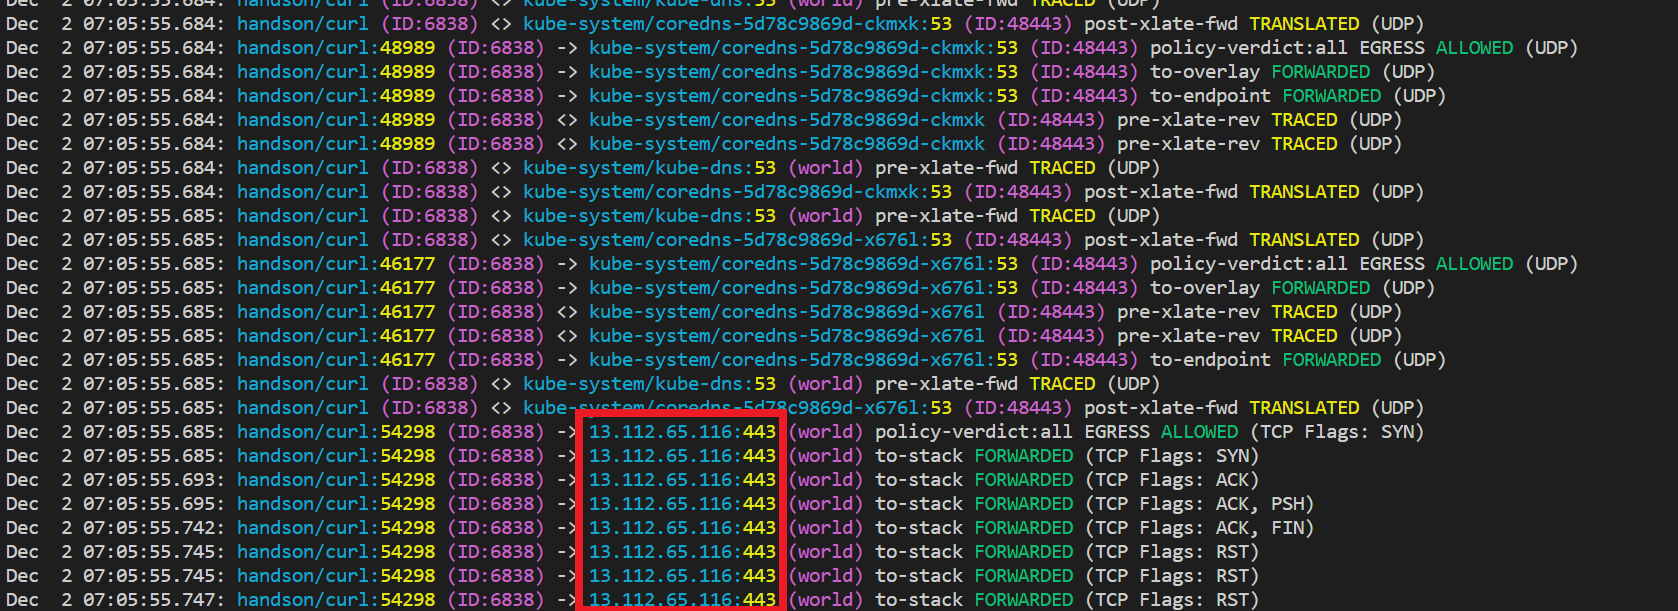 Dec  2 07:05:55.684: handson/curl (ID:6838) <> kube-system/kube-dns:53 (world) pre-xlate-fwd TRACED (UDP)
Dec  2 07:05:55.684: handson/curl (ID:6838) <> kube-system/coredns-5d78c9869d-ckmxk:53 (ID:48443) post-xlate-fwd TRANSLATED (UDP)
Dec  2 07:05:55.684: handson/curl:48989 (ID:6838) -> kube-system/coredns-5d78c9869d-ckmxk:53 (ID:48443) policy-verdict:all EGRESS ALLOWED (UDP)
Dec  2 07:05:55.684: handson/curl:48989 (ID:6838) -> kube-system/coredns-5d78c9869d-ckmxk:53 (ID:48443) to-overlay FORWARDED (UDP)
Dec  2 07:05:55.684: handson/curl:48989 (ID:6838) -> kube-system/coredns-5d78c9869d-ckmxk:53 (ID:48443) to-endpoint FORWARDED (UDP)
Dec  2 07:05:55.684: handson/curl:48989 (ID:6838) <> kube-system/coredns-5d78c9869d-ckmxk (ID:48443) pre-xlate-rev TRACED (UDP)
Dec  2 07:05:55.684: handson/curl:48989 (ID:6838) <> kube-system/coredns-5d78c9869d-ckmxk (ID:48443) pre-xlate-rev TRACED (UDP)
Dec  2 07:05:55.684: handson/curl (ID:6838) <> kube-system/kube-dns:53 (world) pre-xlate-fwd TRACED (UDP)
Dec  2 07:05:55.684: handson/curl (ID:6838) <> kube-system/coredns-5d78c9869d-ckmxk:53 (ID:48443) post-xlate-fwd TRANSLATED (UDP)
Dec  2 07:05:55.685: handson/curl (ID:6838) <> kube-system/kube-dns:53 (world) pre-xlate-fwd TRACED (UDP)
Dec  2 07:05:55.685: handson/curl (ID:6838) <> kube-system/coredns-5d78c9869d-x676l:53 (ID:48443) post-xlate-fwd TRANSLATED (UDP)
Dec  2 07:05:55.685: handson/curl:46177 (ID:6838) -> kube-system/coredns-5d78c9869d-x676l:53 (ID:48443) policy-verdict:all EGRESS ALLOWED (UDP)
Dec  2 07:05:55.685: handson/curl:46177 (ID:6838) -> kube-system/coredns-5d78c9869d-x676l:53 (ID:48443) to-overlay FORWARDED (UDP)
Dec  2 07:05:55.685: handson/curl:46177 (ID:6838) <> kube-system/coredns-5d78c9869d-x676l (ID:48443) pre-xlate-rev TRACED (UDP)
Dec  2 07:05:55.685: handson/curl:46177 (ID:6838) <> kube-system/coredns-5d78c9869d-x676l (ID:48443) pre-xlate-rev TRACED (UDP)
Dec  2 07:05:55.685: handson/curl:46177 (ID:6838) -> kube-system/coredns-5d78c9869d-x676l:53 (ID:48443) to-endpoint FORWARDED (UDP)
Dec  2 07:05:55.685: handson/curl (ID:6838) <> kube-system/kube-dns:53 (world) pre-xlate-fwd TRACED (UDP)
Dec  2 07:05:55.685: handson/curl (ID:6838) <> kube-system/coredns-5d78c9869d-x676l:53 (ID:48443) post-xlate-fwd TRANSLATED (UDP)
Dec  2 07:05:55.685: handson/curl:54298 (ID:6838) -> 13.112.65.116:443 (world) policy-verdict:all EGRESS ALLOWED (TCP Flags: SYN)
Dec  2 07:05:55.685: handson/curl:54298 (ID:6838) -> 13.112.65.116:443 (world) to-stack FORWARDED (TCP Flags: SYN)
Dec  2 07:05:55.693: handson/curl:54298 (ID:6838) -> 13.112.65.116:443 (world) to-stack FORWARDED (TCP Flags: ACK)
Dec  2 07:05:55.695: handson/curl:54298 (ID:6838) -> 13.112.65.116:443 (world) to-stack FORWARDED (TCP Flags: ACK, PSH)
Dec  2 07:05:55.742: handson/curl:54298 (ID:6838) -> 13.112.65.116:443 (world) to-stack FORWARDED (TCP Flags: ACK, FIN)
Dec  2 07:05:55.745: handson/curl:54298 (ID:6838) -> 13.112.65.116:443 (world) to-stack FORWARDED (TCP Flags: RST)
Dec  2 07:05:55.745: handson/curl:54298 (ID:6838) -> 13.112.65.116:443 (world) to-stack FORWARDED (TCP Flags: RST)
Dec  2 07:05:55.747: handson/curl:54298 (ID:6838) -> 13.112.65.116:443 (world) to-stack FORWARDED (TCP Flags: RST)